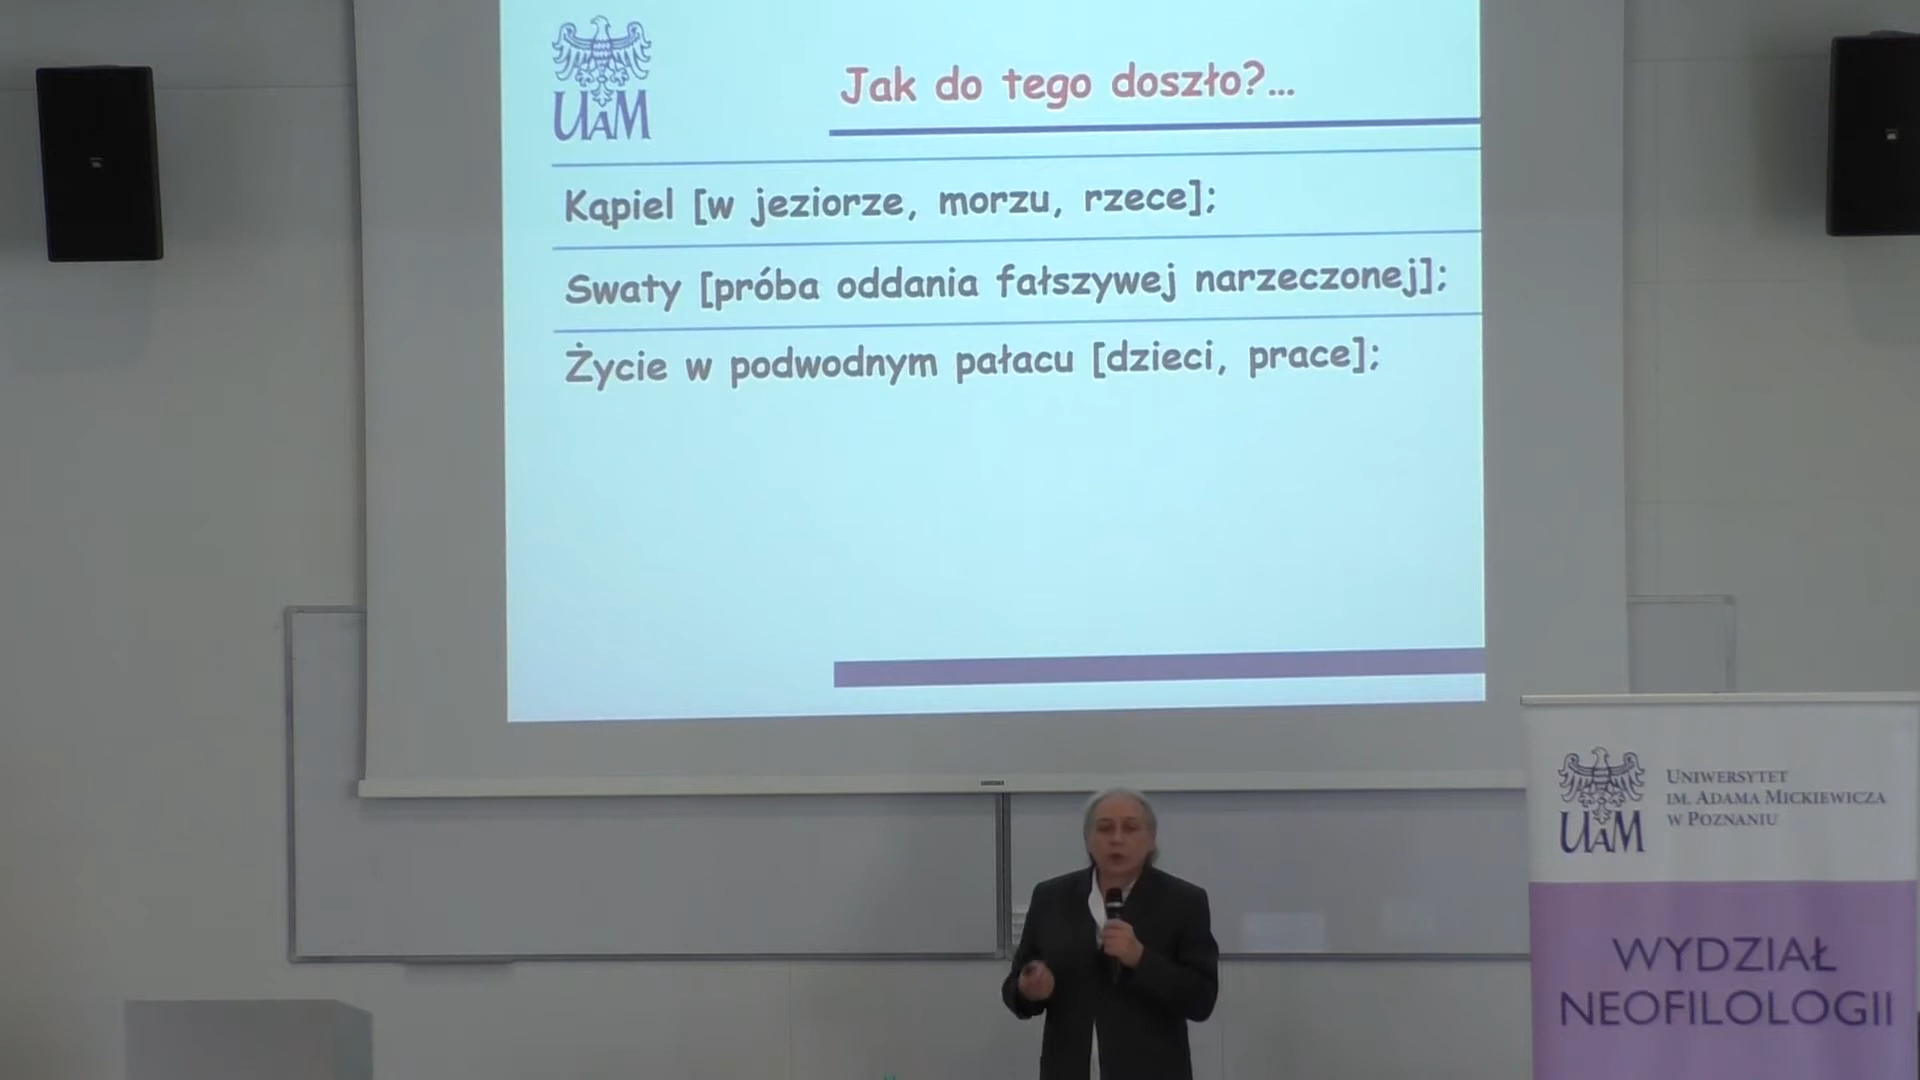 UAM
Jak do tego doszło?...
Kąpiel [w jeziorze, morzu, rzece];
Swaty [próba oddania fałszywej narzeczonej];
Życie w podwodnym pałacu [dzieci, prace];
UAM
UNIWERSYTET
IM. ADAMA MICKIEWICZA
W POZNANIU
WYDZIAŁ
NEOFILOLOGII